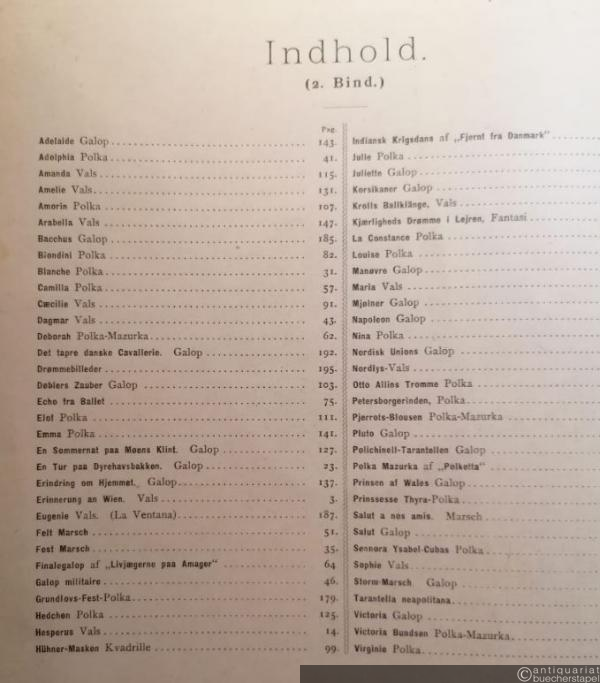 Indhold.
(2. Bind.)
Pag.
Adelaide Galop 143.
Adolphia Polka 41.
Amanda Vals 115.
Amelie Vals 131.
Amorin Polka 107.
Arabella Vals 147.
Bacchus Galop 185.
Biondini Polka 82.
Blanche Polka 31.
Camilla Polka 57.
Cæcilie Vals 91.
Dagmar Vals 43.
Deborah Polka-Mazurka 62.
Det tapre danske Cavallerie. Galop 192.
Drømmebilleder 195.
Døblers Zauber Galop 103.
Echo fra Ballet 75.
Elof Polka 111.
Emma Polka 141.
En Sommernat paa Møens Klint. Galop 127.
En Tur paa Dyrehavsbakken. Galop 23.
Erindring om Hjemmet. Galop 137.
Erinnerung an Wien. Vals 3.
Eugenie Vals. (La Ventana) 187.
Felt Marsch 51.
Fest Marsch 35.
Finalegalop af „Livjægerne paa Amager" 64
Galop militaire 46.
Grundlovs-Fest-Polka 179.
Hedchen Polka 125.
Hesperus Vals 14.
Hühner-Masken Kvadrille 99.
Indiansk Krigsdans af „Fjernt fra Danmark"
Julie Polka
Juliette Galop
Korsikaner Galop
Krolls Ballklänge, Vals
Kjærligheds Drømme i Lejren, Fantasi
La Constance Polka
Louise Polka
Manøvre Galop
Maria Vals
Mjølner Galop
Napoleon Galop
Nina Polka
Nordisk Unions Galop
Nordlys-Vals
Otto Allins Tromme Polka
Petersborgerinden, Polka
Pjerrots-Blousen Polka-Mazurka
Pluto Galop
Polichinell-Tarantellen Galop
Polka Mazurka af „Polketta"
Prinsen af Wales Galop
Prinssesse Thyra-Polka
Salut a nos amis. Marsch
Salut Galop
Sennora Ysabel-Cubas Polka
Sophie Vals
Storm-Marsch Galop
Tarantella neapolitana
Victoria Galop
Victoria Bundsen Polka-Mazurka
Virginie Polka
©antiquariat
buecherstapel